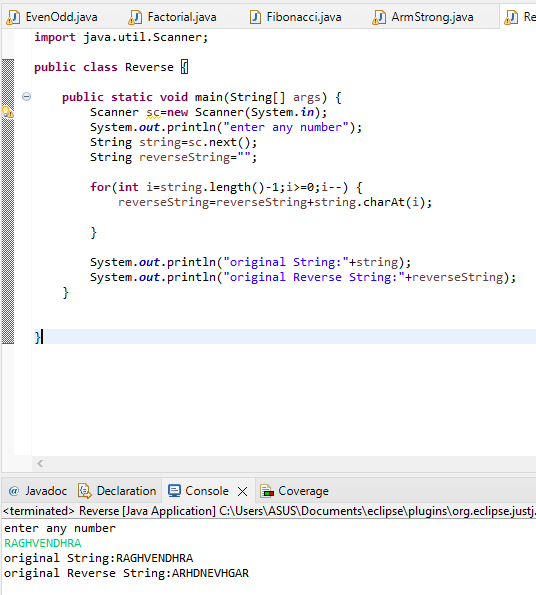 EvenOdd.java Factorial.java Fibonacci.java ArmStrong.java Re
import java.util.Scanner;
public class Reverse {
public static void main(String[] args) {
Scanner sc=new Scanner(System.in);
System.out.println("enter any number");
String string=sc.next();
String reverseString="";
for(int i=string.length()-1;i>=0;i--) {
reverseString=reverseString+string.charAt(i);
}
System.out.println("original String:"+string);
System.out.println("original Reverse String:"+reverseString);
}
}
@ Javadoc Declaration Console Coverage
<terminated> Reverse [Java Application] C:\Users\ASUS\Documents\eclipse\plugins\org.eclipse.justj.
enter any number
RAGHVENDHRA
original String:RAGHVENDHRA
original Reverse String:ARHDNEVHGAR